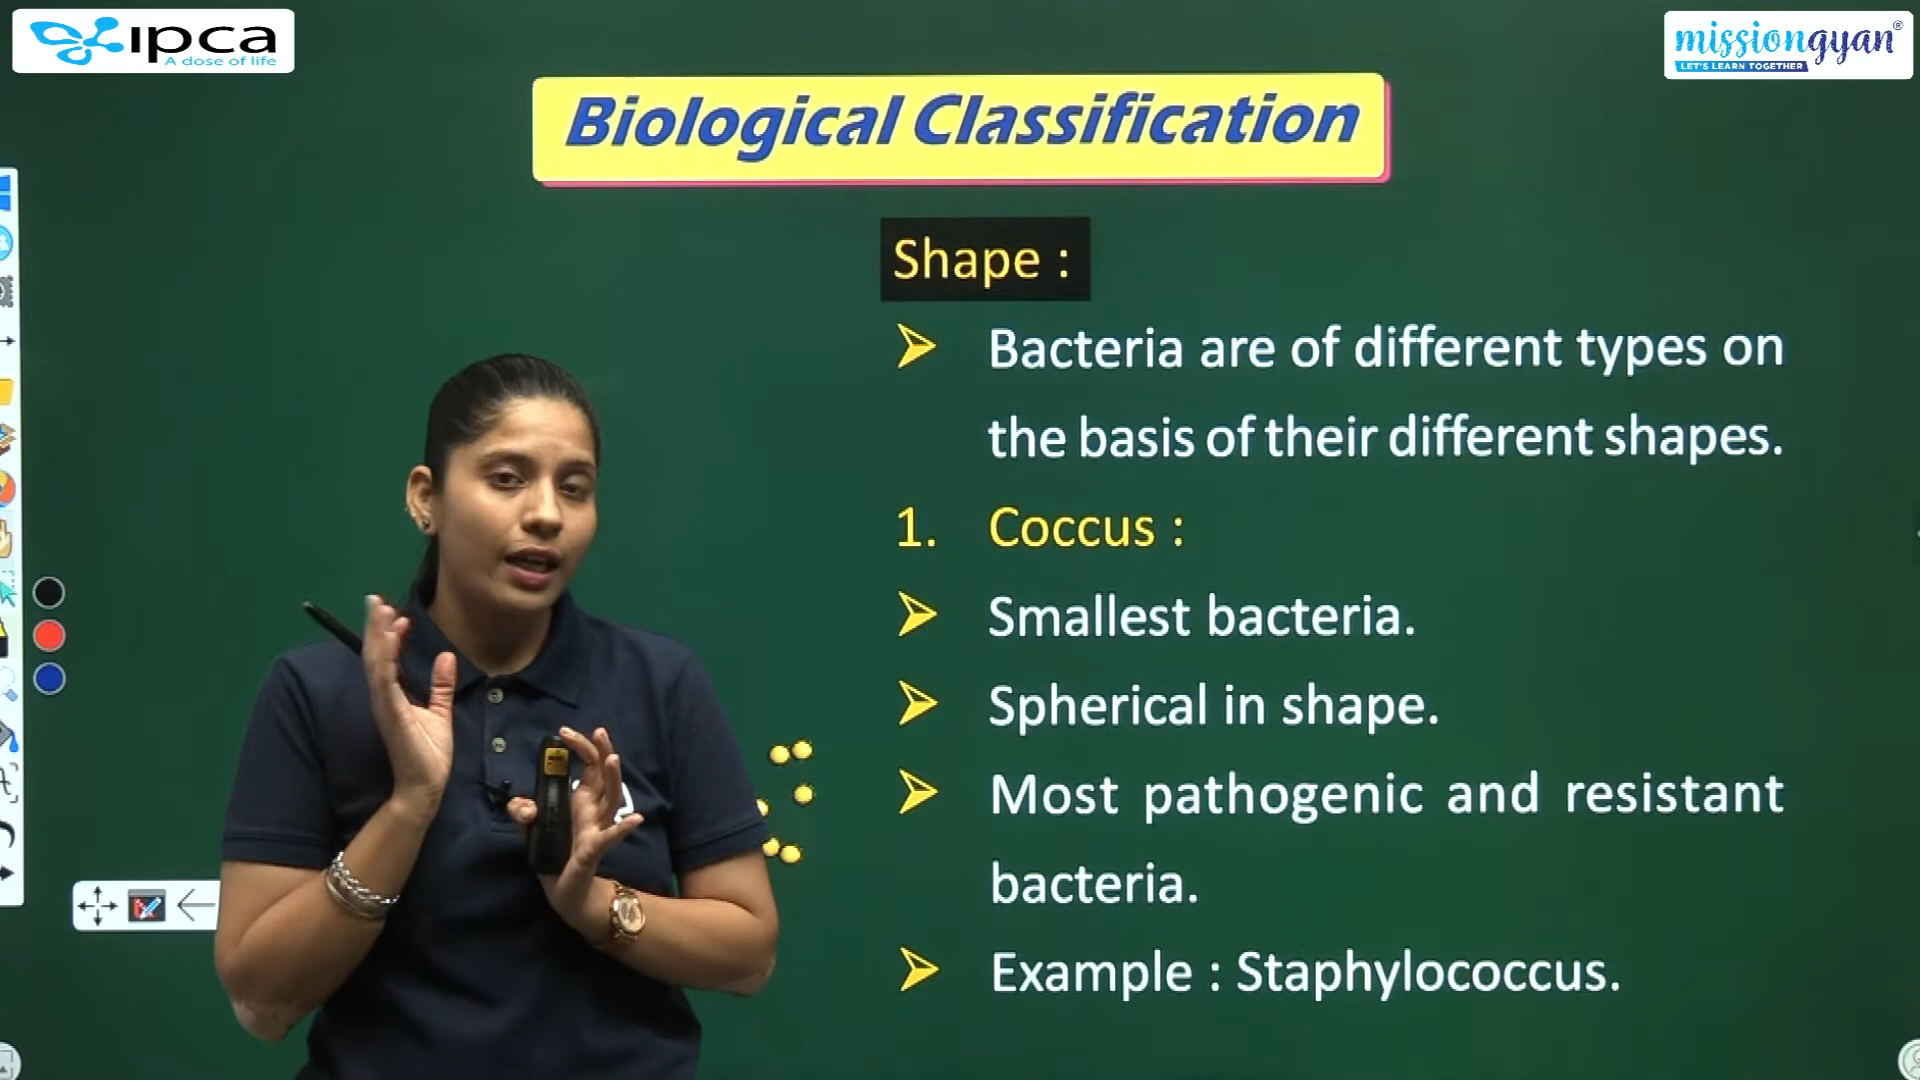 ipca
A dose of life
missiongyan®
LET'S LEARN TOGETHER
Biological Classification
Shape :
Bacteria are of different types on
the basis of their different shapes.
1. Coccus :
Smallest bacteria.
Spherical in shape.
Most pathogenic and resistant
bacteria.
Example : Staphylococcus.